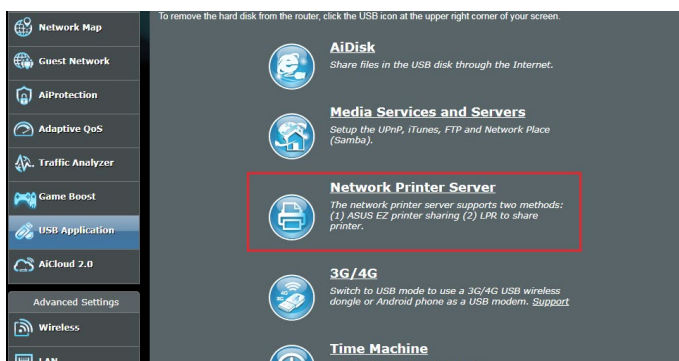 To remove the hard disk from the router, click the USB icon at the upper right corner of your screen.
Network Map
Guest Network
AiProtection
Adaptive QoS
Traffic Analyzer
Game Boost
USB Application
AiCloud 2.0
Advanced Settings
Wireless
LAN
AiDisk
Share files in the USB disk through the Internet.
Media Services and Servers
Setup the UPnP, iTunes, FTP and Network Place
(Samba).
Network Printer Server
The network printer server supports two methods:
(1) ASUS EZ printer sharing (2) LPR to share
printer.
3G/4G
Switch to USB mode to use a 3G/4G USB wireless
dongle or Android phone as a USB modem. Support
Time Machine